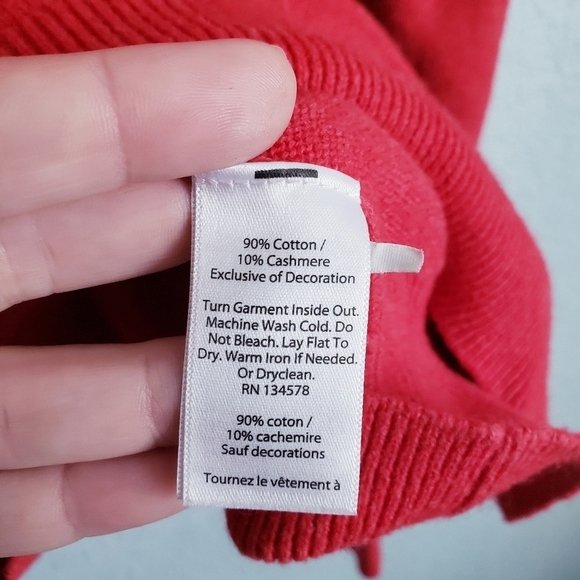 90% Cotton /
10% Cashmere
Exclusive of Decoration
Turn Garment Inside Out.
Machine Wash Cold. Do
Not Bleach. Lay Flat To
Dry. Warm Iron If Needed.
Or Dryclean.
RN 134578
90% coton /
10% cachemire
Sauf decorations
Tournez le vêtement à